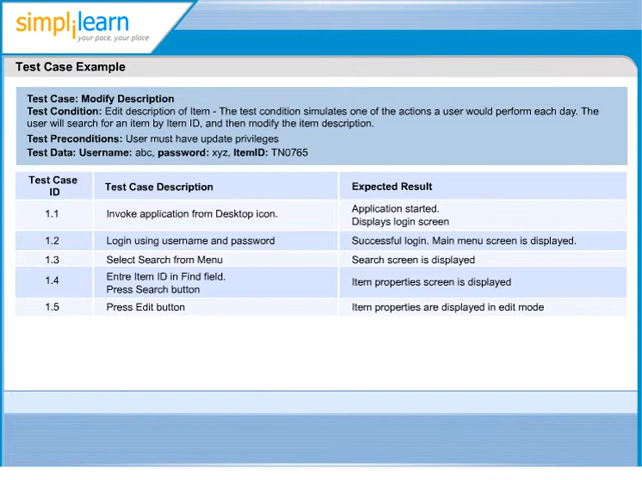 simplilearn
your pace, your place
Test Case Example
Test Case: Modify Description
Test Condition: Edit description of Item - The test condition simulates one of the actions a user would perform each day. The
user will search for an item by Item ID, and then modify the item description.
Test Preconditions: User must have update privileges
Test Data: Username: abc, password: xyz, ItemID: TN0765
Test Case
ID
Test Case Description
Expected Result
1.1
Invoke application from Desktop icon.
Application started.
Displays login screen
1.2
Login using username and password
Successful login. Main menu screen is displayed.
1.3
Select Search from Menu
Search screen is displayed
1.4
Entre Item ID in Find field.
Press Search button
Item properties screen is displayed
1.5
Press Edit button
Item properties are displayed in edit mode